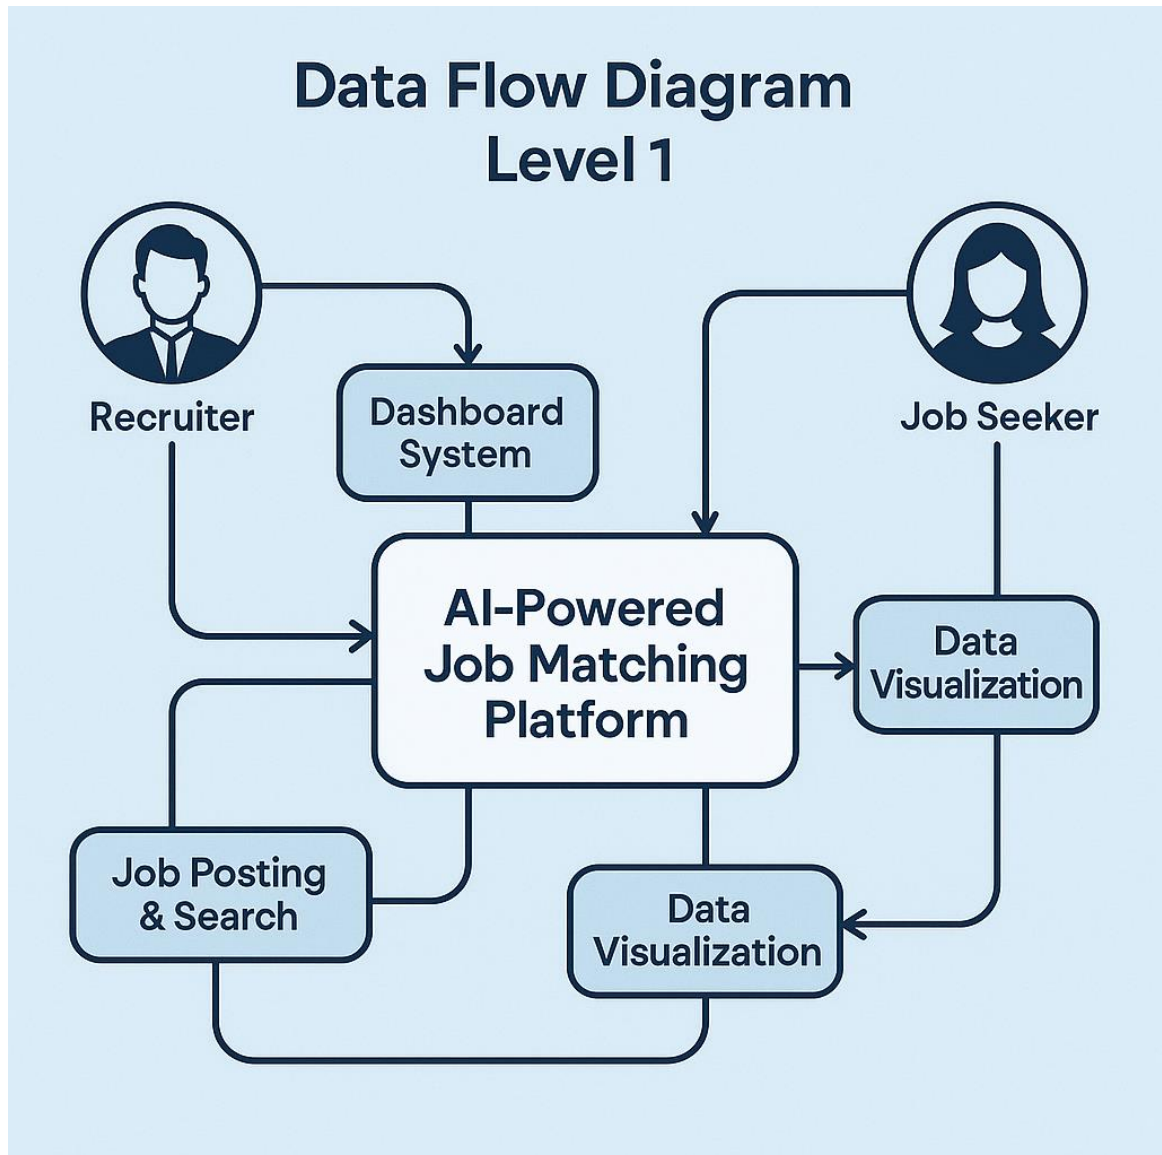 Data Flow Diagram
Level 1
Recruiter
Job Seeker
Dashboard
System
AI-Powered
Job Matching
Platform
Data
Visualization
Job Posting
& Search
Data
Visualization